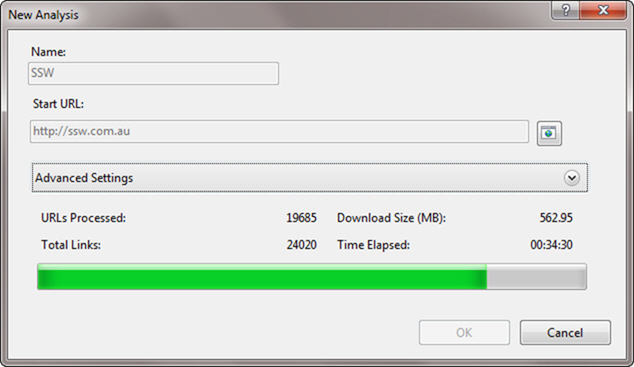 New Analysis
?
Name:
SSW
Start URL:
http://ssw.com.au
Advanced Settings
URLs Processed: 19685 Download Size (MB): 562.95
Total Links: 24020 Time Elapsed: 00:34:30
OK Cancel